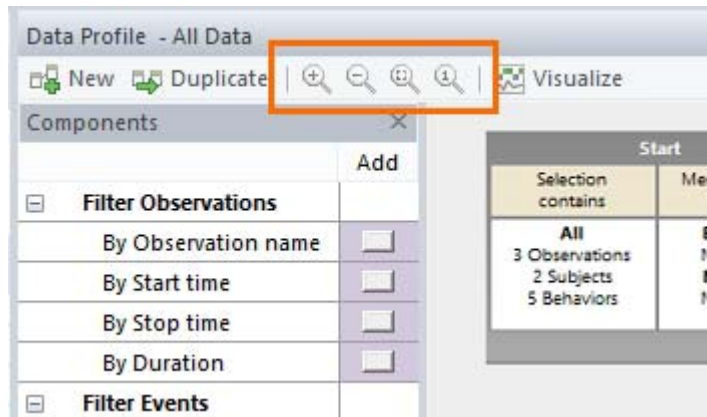 Data Profile - All Data
New Duplicate 1 Visualize
Components
Add
Filter Observations
By Observation name
By Start time
By Stop time
By Duration
Filter Events
Start
Selection
contains
All
3 Observations
2 Subjects
5 Behaviors